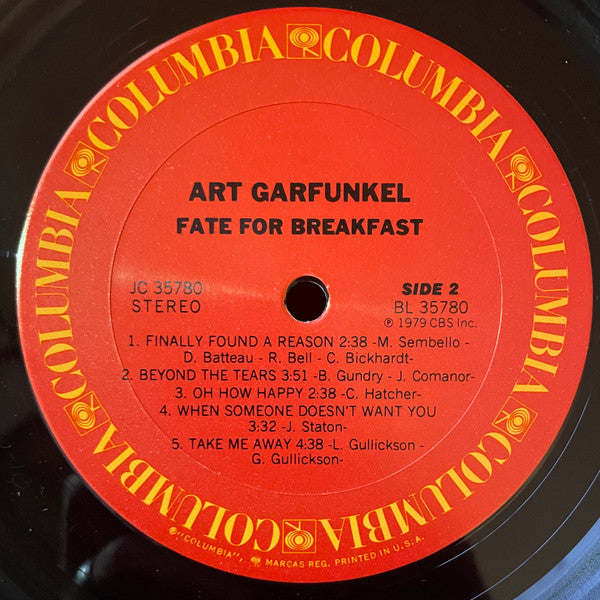 COLUMBIA COLUMBIA COLUMBIA COLUMBIA COLUMBIA COLUMBIA COLUMBIA COLUMBIA
ART GARFUNKEL
FATE FOR BREAKFAST
JC 35780 SIDE 2
STEREO BL 35780
℗ 1979 CBS Inc.
1. FINALLY FOUND A REASON 2:38 -M. Sembello -
D. Batteau - R. Bell - C. Bickhardt-
2. BEYOND THE TEARS 3:51 -B. Gundry - J. Comanor-
3. OH HOW HAPPY 2:38 -C. Hatcher-
4. WHEN SOMEONE DOESN'T WANT YOU
3.32 -J. Staton-
5. TAKE ME AWAY 4:38 -L. Gullickson -
G. Gullickson-
℗"COLUMBIA", ® MARCAS REG. PRINTED IN U.S.A.